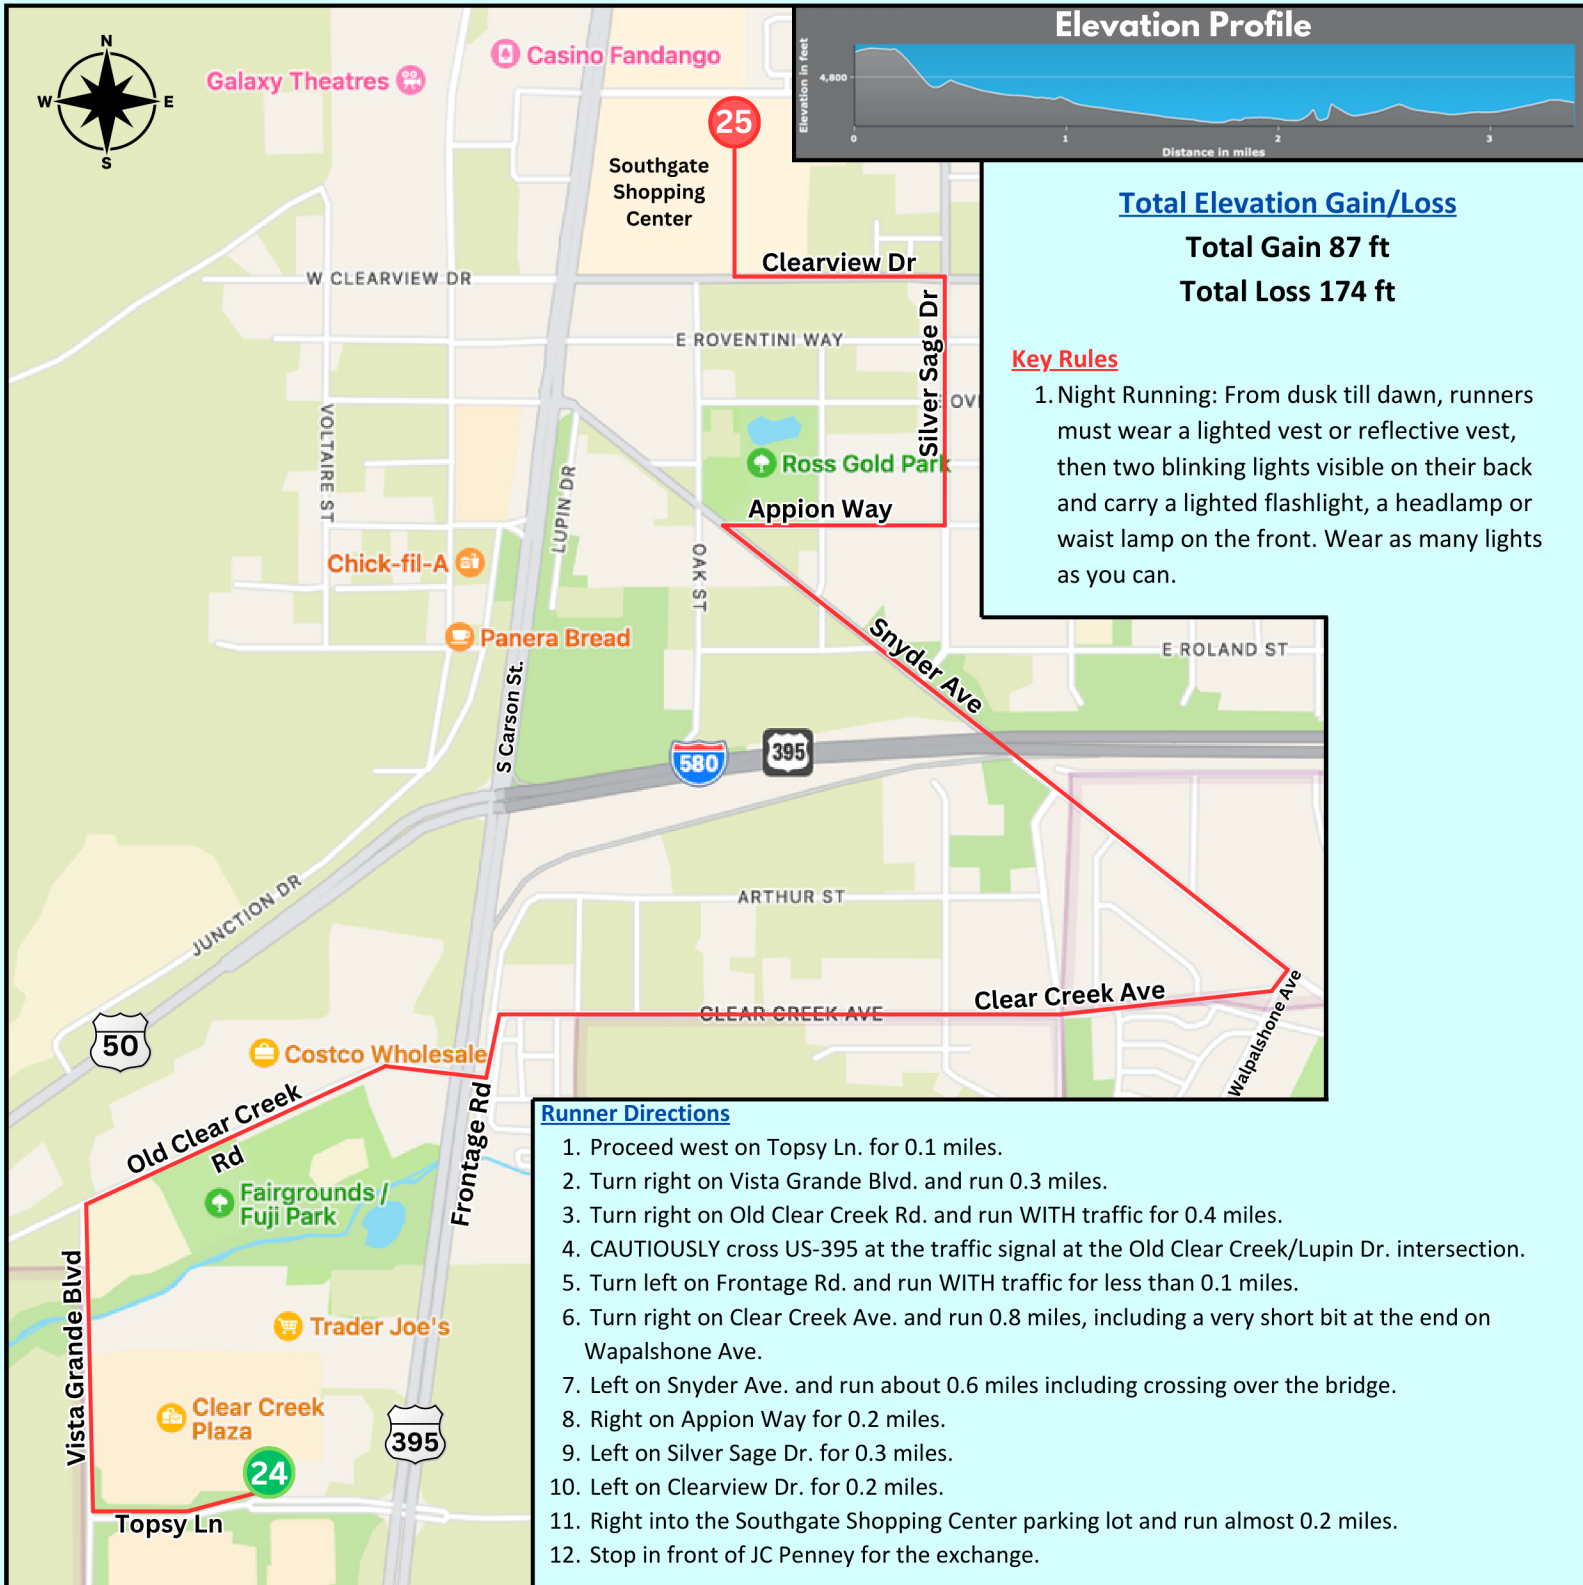 Elevation Profile
Elevation in feet
4,800
0
1
2
3
Distance in miles
N
W
E
S
Galaxy Theatres
Casino Fandango
25
Southgate
Shopping
Center
W CLEARVIEW DR
Clearview Dr
E ROVENTINI WAY
Silver Sage Dr
OV
VOLTAIRE ST
LUPIN DR
Ross Gold Park
Appion Way
OAK ST
Chick-fil-A
Panera Bread
Snyder Ave
E ROLAND ST
S Carson St.
580
395
JUNCTION DR
ARTHUR ST
Clear Creek Ave
CLEAR CREEK AVE
Walpalshone Ave
50
Costco Wholesale
Old Clear Creek
Rd
Frontage Rd
Fairgrounds /
Fuji Park
Vista Grande Blvd
Trader Joe's
Clear Creek
Plaza
395
24
Topsy Ln
Total Elevation Gain/Loss
Total Gain 87 ft
Total Loss 174 ft
Key Rules
1. Night Running: From dusk till dawn, runners
must wear a lighted vest or reflective vest,
then two blinking lights visible on their back
and carry a lighted flashlight, a headlamp or
waist lamp on the front. Wear as many lights
as you can.
Runner Directions
1. Proceed west on Topsy Ln. for 0.1 miles.
2. Turn right on Vista Grande Blvd. and run 0.3 miles.
3. Turn right on Old Clear Creek Rd. and run WITH traffic for 0.4 miles.
4. CAUTIOUSLY cross US-395 at the traffic signal at the Old Clear Creek/Lupin Dr. intersection.
5. Turn left on Frontage Rd. and run WITH traffic for less than 0.1 miles.
6. Turn right on Clear Creek Ave. and run 0.8 miles, including a very short bit at the end on
Wapalshone Ave.
7. Left on Snyder Ave. and run about 0.6 miles including crossing over the bridge.
8. Right on Appion Way for 0.2 miles.
9. Left on Silver Sage Dr. for 0.3 miles.
10. Left on Clearview Dr. for 0.2 miles.
11. Right into the Southgate Shopping Center parking lot and run almost 0.2 miles.
12. Stop in front of JC Penney for the exchange.